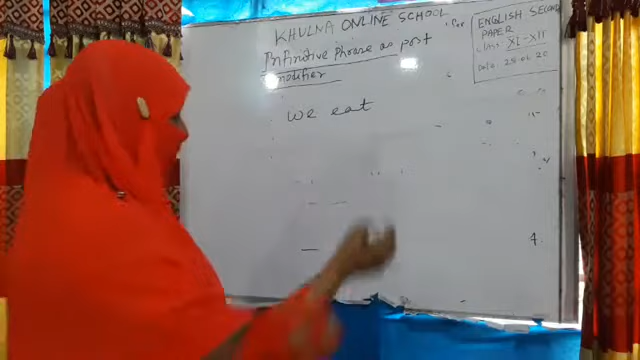 KHULNA ONLINE SCHOOL
Infinitive Phrase as post
modifier
we eat
ENGLISH SECOND
PAPER
Class XI-XII
Date 25.06.20
4